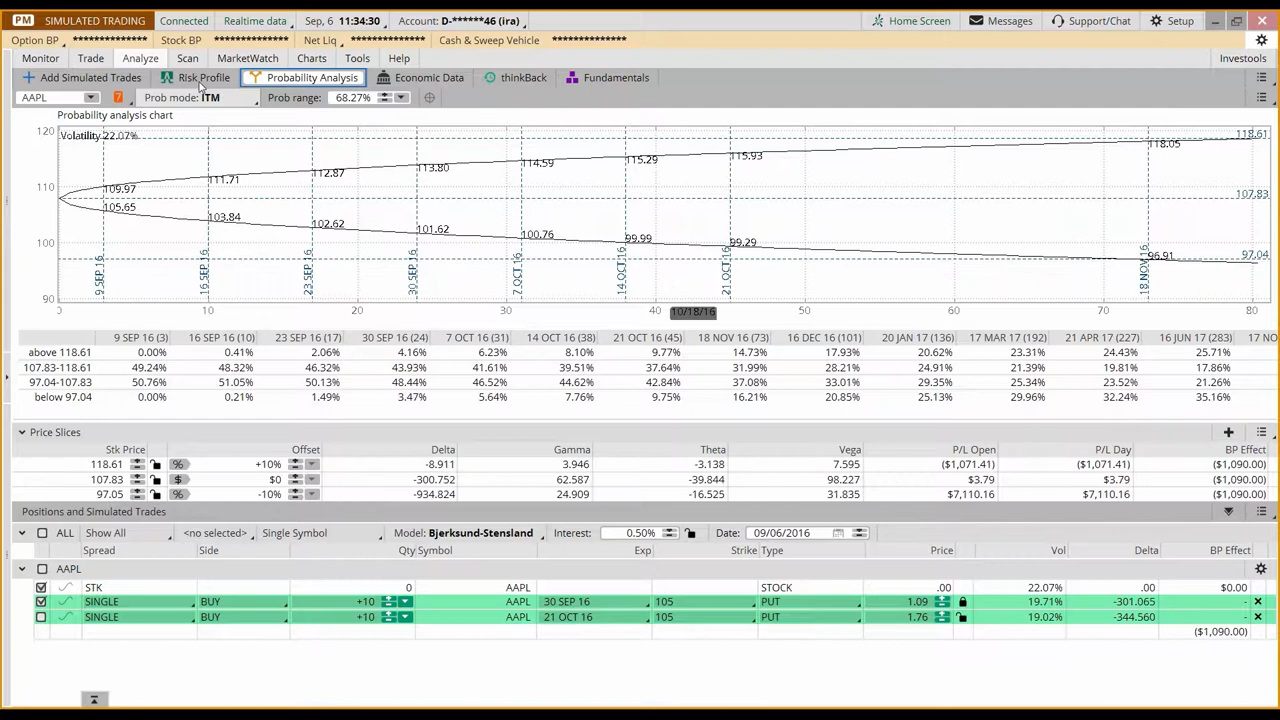 PM SIMULATED TRADING Connected Realtime data Sep, 6 11:34:30 Account: D-******46 (ira) Home Screen Messages Support/Chat Setup
Option BP ************** Stock BP ************** Net Liq ************** Cash & Sweep Vehicle **************
Monitor Trade Analyze Scan MarketWatch Charts Tools Help Investools
Add Simulated Trades Risk Profile Probability Analysis Economic Data thinkBack Fundamentals
AAPL 7 Prob mode: ITM Prob range: 68.27%
Probability analysis chart
120 Volatility 22.07% 118.61
109.97 111.71 112.87 113.80 114.59 115.29 115.93 118.05
110 107.83
105.65 103.84 102.62 101.62 100.76 99.99 99.29 96.91
100 97.04
9 SEP 16 16 SEP 16 23 SEP 16 30 SEP 16 7 OCT 16 14 OCT 16 21 OCT 16 18 NOV 16
90
0 10 20 30 40 10/18/16 50 60 70 80
9 SEP 16 (3) 16 SEP 16 (10) 23 SEP 16 (17) 30 SEP 16 (24) 7 OCT 16 (31) 14 OCT 16 (38) 21 OCT 16 (45) 18 NOV 16 (73) 16 DEC 16 (101) 20 JAN 17 (136) 17 MAR 17 (192) 21 APR 17 (227) 16 JUN 17 (283) 17 NO
above 118.61 0.00% 0.41% 2.06% 4.16% 6.23% 8.10% 9.77% 14.73% 17.93% 20.62% 23.31% 24.43% 25.71%
107.83-118.61 49.24% 48.32% 46.32% 43.93% 41.61% 39.51% 37.64% 31.99% 28.21% 24.91% 21.39% 19.81% 17.86%
97.04-107.83 50.76% 51.05% 50.13% 48.44% 46.52% 44.62% 42.84% 37.08% 33.01% 29.35% 25.34% 23.52% 21.26%
below 97.04 0.00% 0.21% 1.49% 3.47% 5.64% 7.76% 9.75% 16.21% 20.85% 25.13% 29.96% 32.24% 35.16%
Price Slices
Stk Price Offset Delta Gamma Theta Vega P/L Open P/L Day BP Effect
118.61 % +10% -8.911 3.946 -3.138 7.595 ($1,071.41) ($1,071.41) ($1,090.00)
107.83 $ $0 -300.752 62.587 -39.844 98.227 $3.79 $3.79 ($1,090.00)
97.05 % -10% -934.824 24.909 -16.525 31.835 $7,110.16 $7,110.16 ($1,090.00)
Positions and Simulated Trades
ALL Show All <no selected> Single Symbol Model: Bjerksund-Stensland Interest: 0.50% Date: 09/06/2016
Spread Side Qty Symbol Exp Strike Type Price Vol Delta BP Effect
AAPL
STK 0 AAPL STOCK .00 22.07% .00 $0.00
SINGLE BUY +10 AAPL 30 SEP 16 105 PUT 1.09 19.71% -301.065 -
SINGLE BUY +10 AAPL 21 OCT 16 105 PUT 1.76 19.02% -344.560 -
($1,090.00)